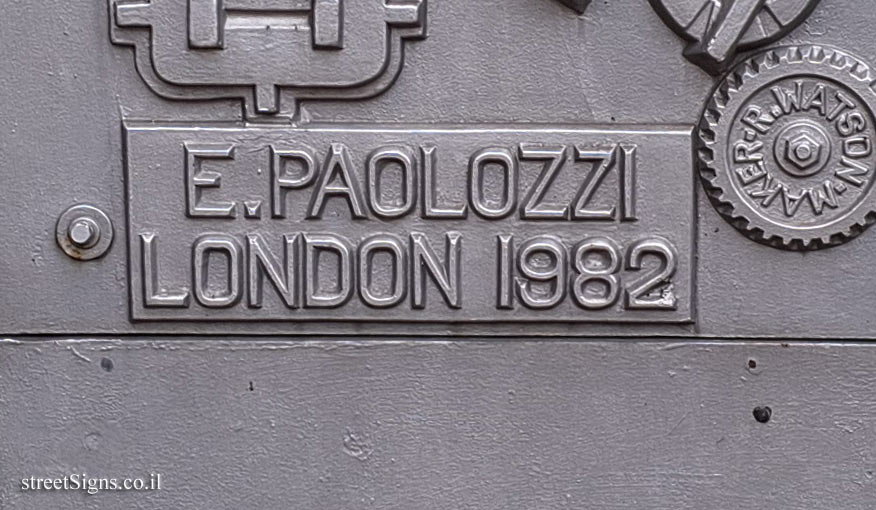 E. PAOLOZZI
LONDON 1982
R. WATSON - MAKER -
streetSigns.co.il